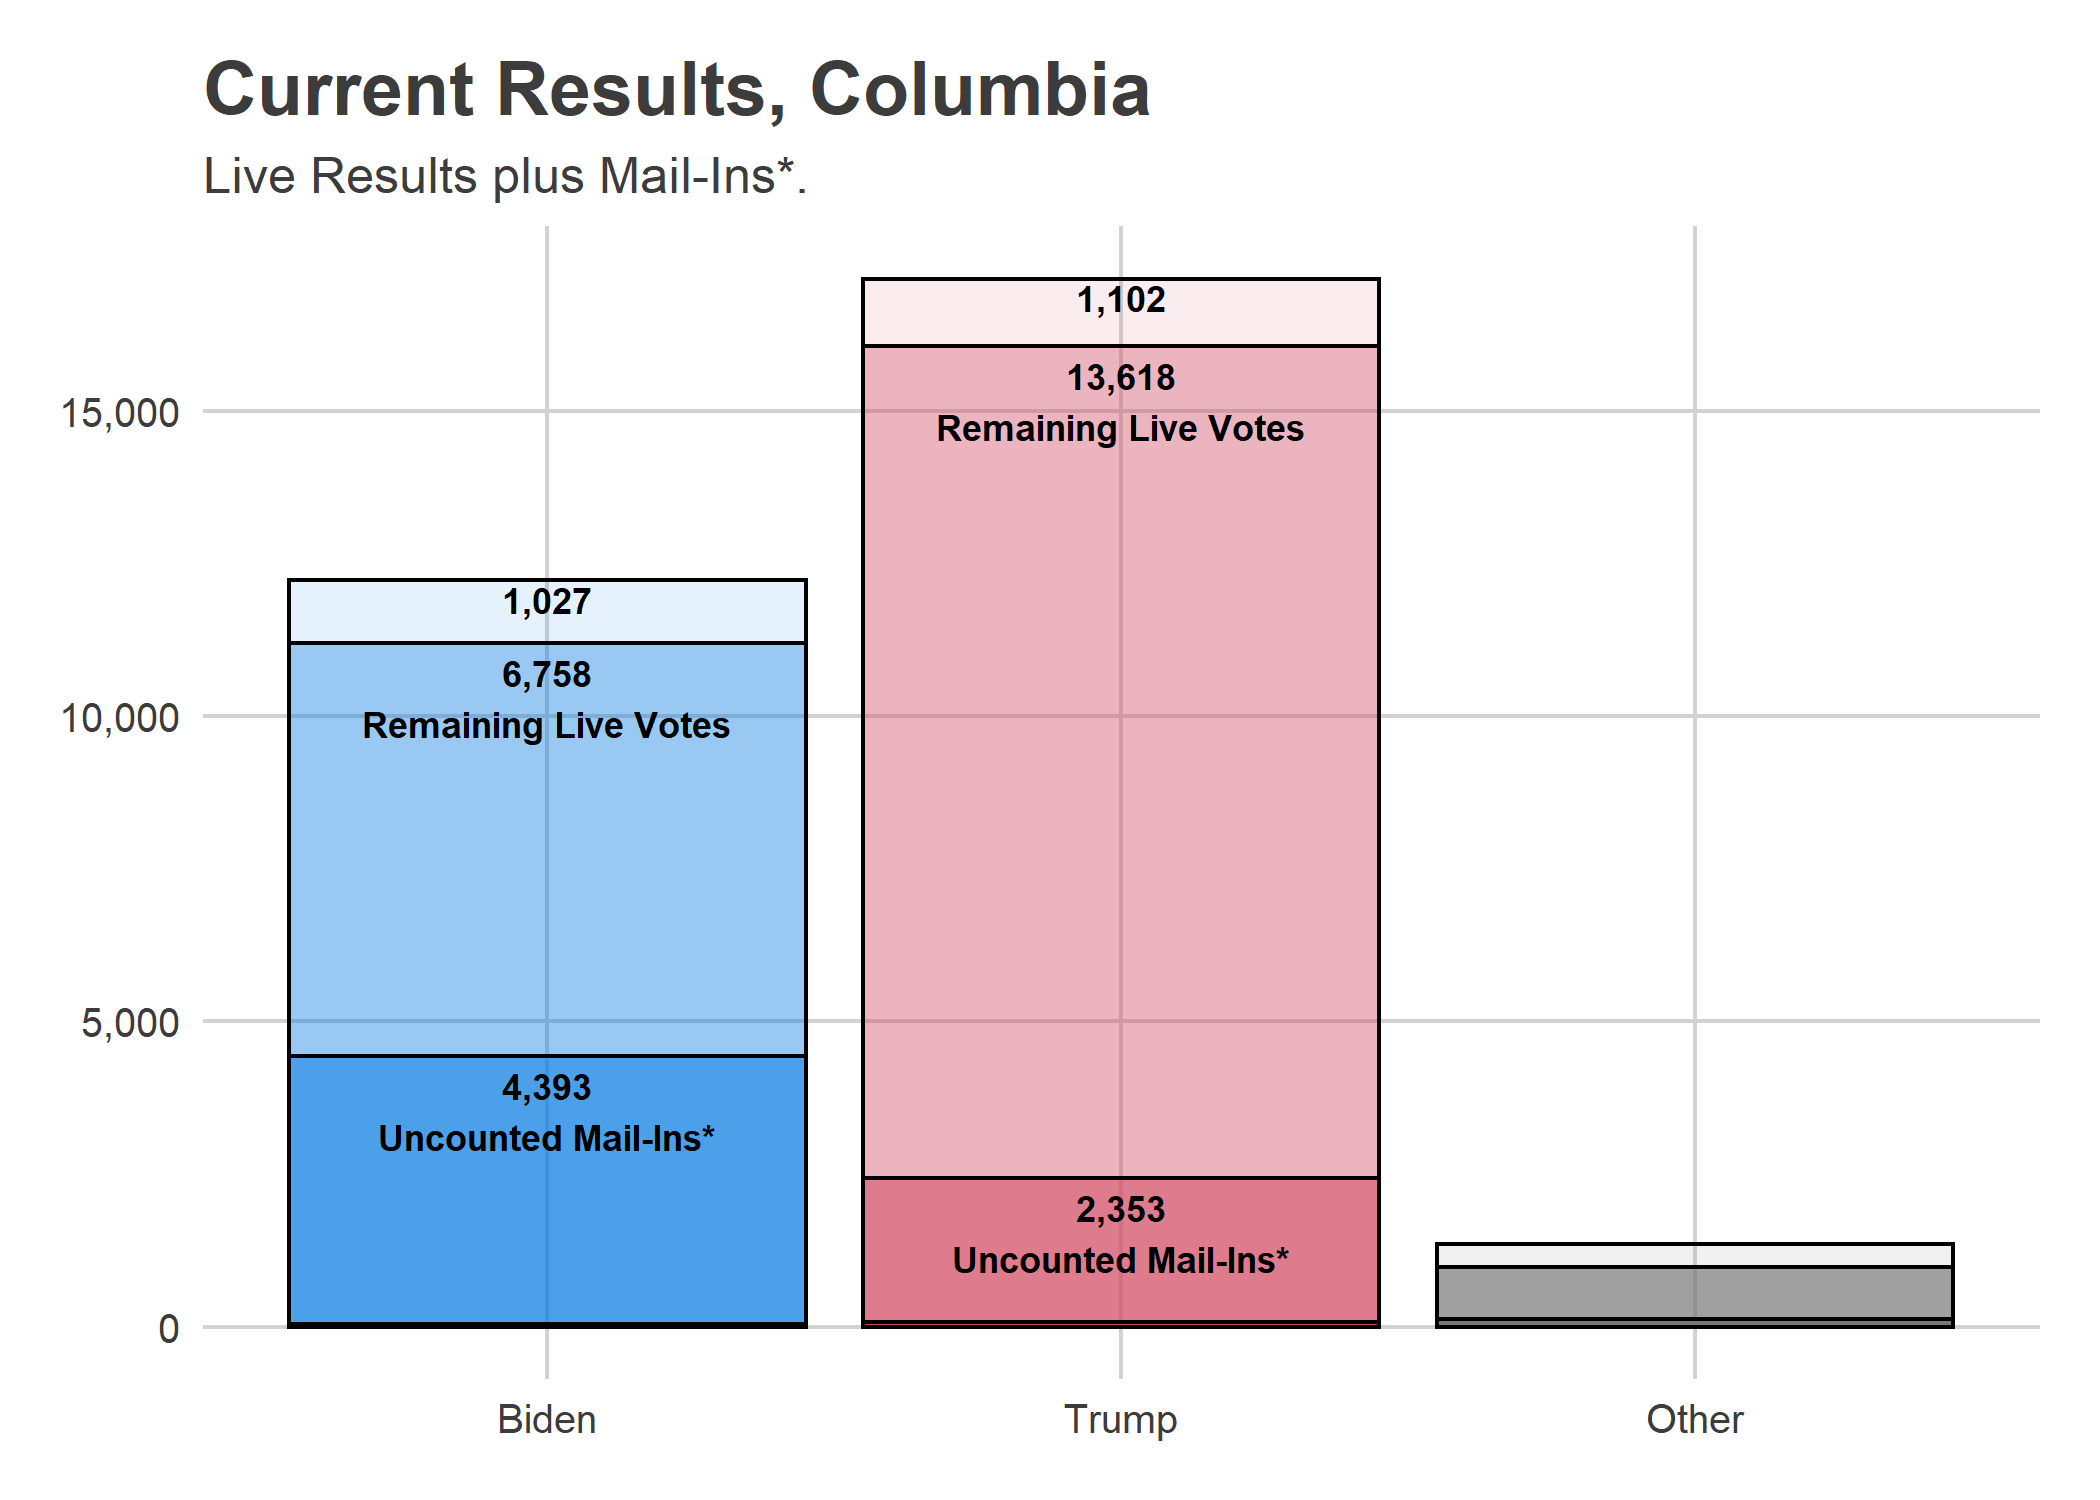 Current Results, Columbia
Live Results plus Mail-Ins*.
1,102
13,618
15,000
Remaining Live Votes
1,027
6,758
10,000
Remaining Live Votes
5,000
4,393
Uncounted Mail-Ins*
2,353
Uncounted Mail-Ins*
0
Biden
Trump
Other